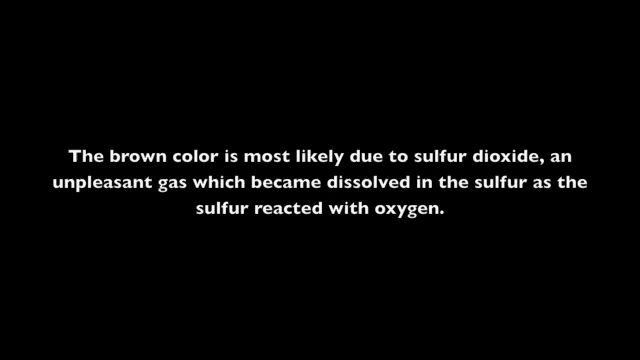 The brown color is most likely due to sulfur dioxide, an
unpleasant gas which became dissolved in the sulfur as the
sulfur reacted with oxygen.